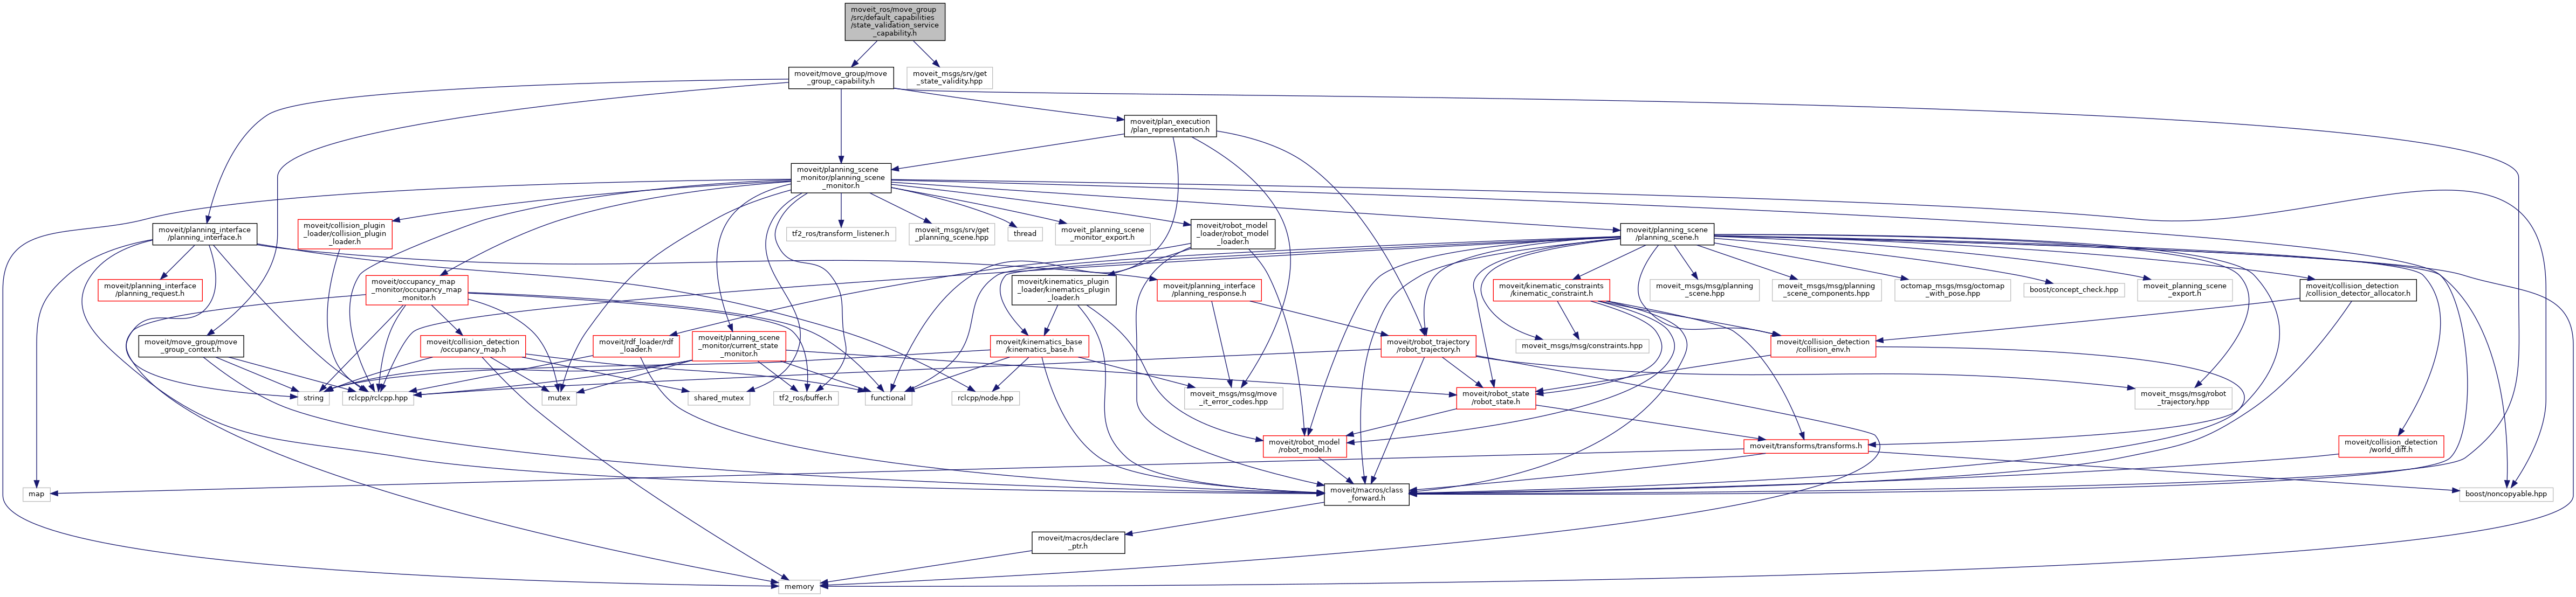 moveit_ros/move_group
/src/default_capabilities
/state_validation_service
_capability.h
moveit/move_group/move
_group_capability.h
moveit_msgs/srv/get
_state_validity.hpp
moveit/plan_execution
/plan_representation.h
moveit/planning_scene
_monitor/planning_scene
_monitor.h
moveit/planning_interface
/planning_interface.h
moveit/collision_plugin
_loader/collision_plugin
_loader.h
tf2_ros/transform_listener.h
moveit_msgs/srv/get
_planning_scene.hpp
thread
moveit_planning_scene
_monitor_export.h
moveit/robot_model
_loader/robot_model
_loader.h
moveit/planning_scene
/planning_scene.h
moveit/planning_interface
/planning_request.h
moveit/occupancy_map
_monitor/occupancy_map
_monitor.h
moveit/kinematics_plugin
_loader/kinematics_plugin
_loader.h
moveit/planning_interface
/planning_response.h
moveit/kinematic_constraints
/kinematic_constraint.h
moveit_msgs/msg/planning
_scene.hpp
moveit_msgs/msg/planning
_scene_components.hpp
octomap_msgs/msg/octomap
_with_pose.hpp
boost/concept_check.hpp
moveit_planning_scene
_export.h
moveit/collision_detection
/collision_detector_allocator.h
moveit/move_group/move
_group_context.h
moveit/collision_detection
/occupancy_map.h
moveit/rdf_loader/rdf
_loader.h
moveit/planning_scene
_monitor/current_state
_monitor.h
moveit/kinematics_base
/kinematics_base.h
moveit/robot_trajectory
/robot_trajectory.h
moveit_msgs/msg/constraints.hpp
moveit/collision_detection
/collision_env.h
string
rclcpp/rclcpp.hpp
mutex
shared_mutex
tf2_ros/buffer.h
functional
rclcpp/node.hpp
moveit_msgs/msg/move
_it_error_codes.hpp
moveit/robot_state
/robot_state.h
moveit_msgs/msg/robot
_trajectory.hpp
moveit/robot_model
/robot_model.h
moveit/transforms/transforms.h
moveit/collision_detection
/world_diff.h
map
moveit/macros/class
_forward.h
boost/noncopyable.hpp
moveit/macros/declare
_ptr.h
memory